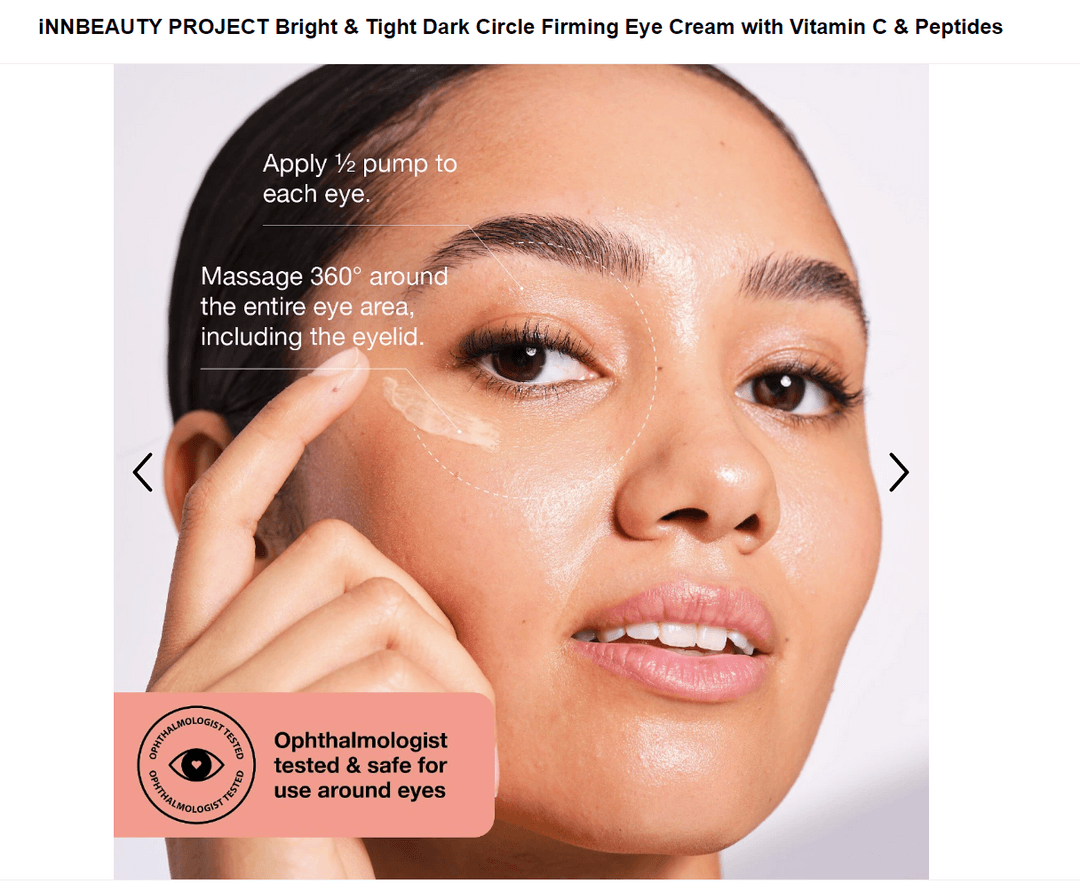 iNNBEAUTY PROJECT Bright & Tight Dark Circle Firming Eye Cream with Vitamin C & Peptides
Apply ½ pump to
each eye.
Massage 360° around
the entire eye area,
including the eyelid.
OPHTHALMOLOGIST TESTED
OPHTHALMOLOGIST TESTED
Ophthalmologist
tested & safe for
use around eyes